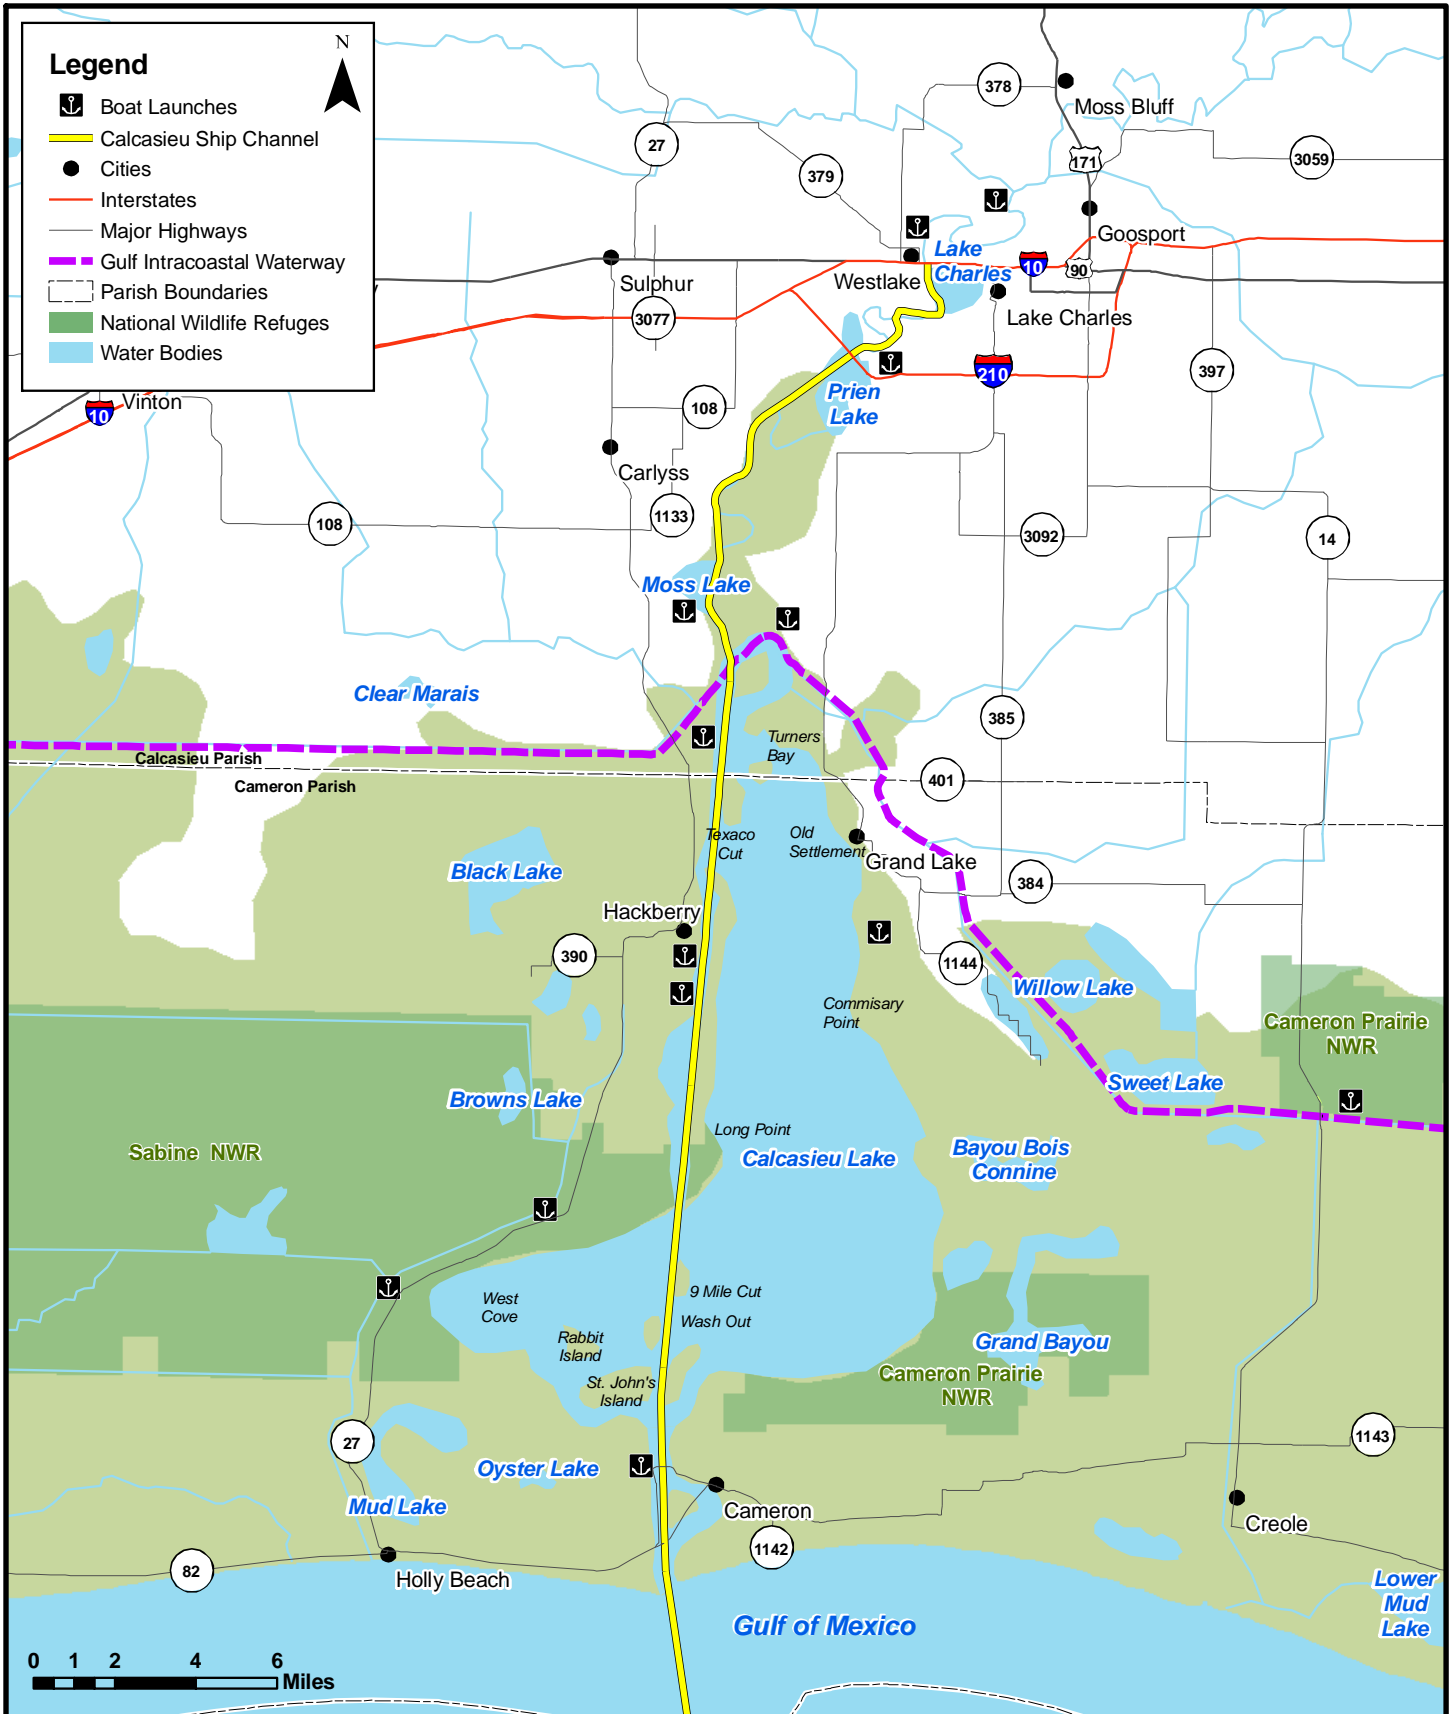 Legend
N
Boat Launches
Calcasieu Ship Channel
Cities
Interstates
Major Highways
Gulf Intracoastal Waterway
Parish Boundaries
National Wildlife Refuges
Water Bodies
378
Moss Bluff
27
171
3059
379
Goosport
Lake
Charles
10
90
Westlake
Sulphur
Lake Charles
3077
210
397
Prien
Lake
10
Vinton
108
Carlyss
1133
108
3092
14
Moss Lake
Clear Marais
385
Turners
Bay
Calcasieu Parish
Cameron Parish
401
Texaco
Cut
Old
Settlement
Grand Lake
Black Lake
384
Hackberry
390
1144
Willow Lake
Commisary
Point
Cameron Prairie
NWR
Sweet Lake
Browns Lake
Long Point
Sabine NWR
Calcasieu Lake
Bayou Bois
Connine
9 Mile Cut
West
Cove
Wash Out
Rabbit
Island
Grand Bayou
St. John's
Island
Cameron Prairie
NWR
27
1143
Oyster Lake
Mud Lake
Cameron
Creole
1142
82
Holly Beach
Lower
Mud
Lake
Gulf of Mexico
0 1 2 4 6
Miles